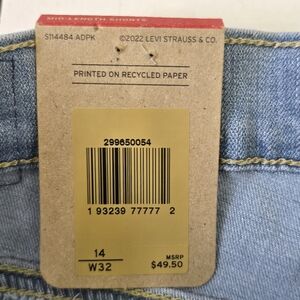 MID-LENGTH SHORTS
S114484 ADPK ©2022 LEVI STRAUSS & CO.
PRINTED ON RECYCLED PAPER
299650054
1 93239 77777 2
14
W32
MSRP
$49.50